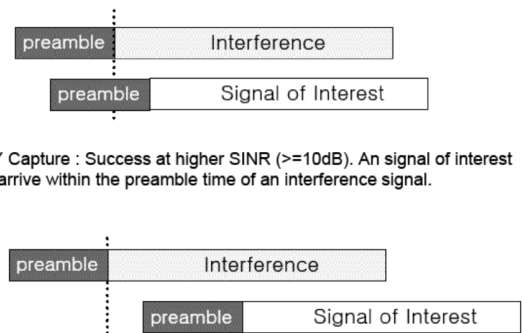 preamble Interference
preamble Signal of Interest
Capture : Success at higher SINR (>=10dB). An signal of interest
arrive within the preamble time of an interference signal.
preamble Interference
preamble Signal of Interest